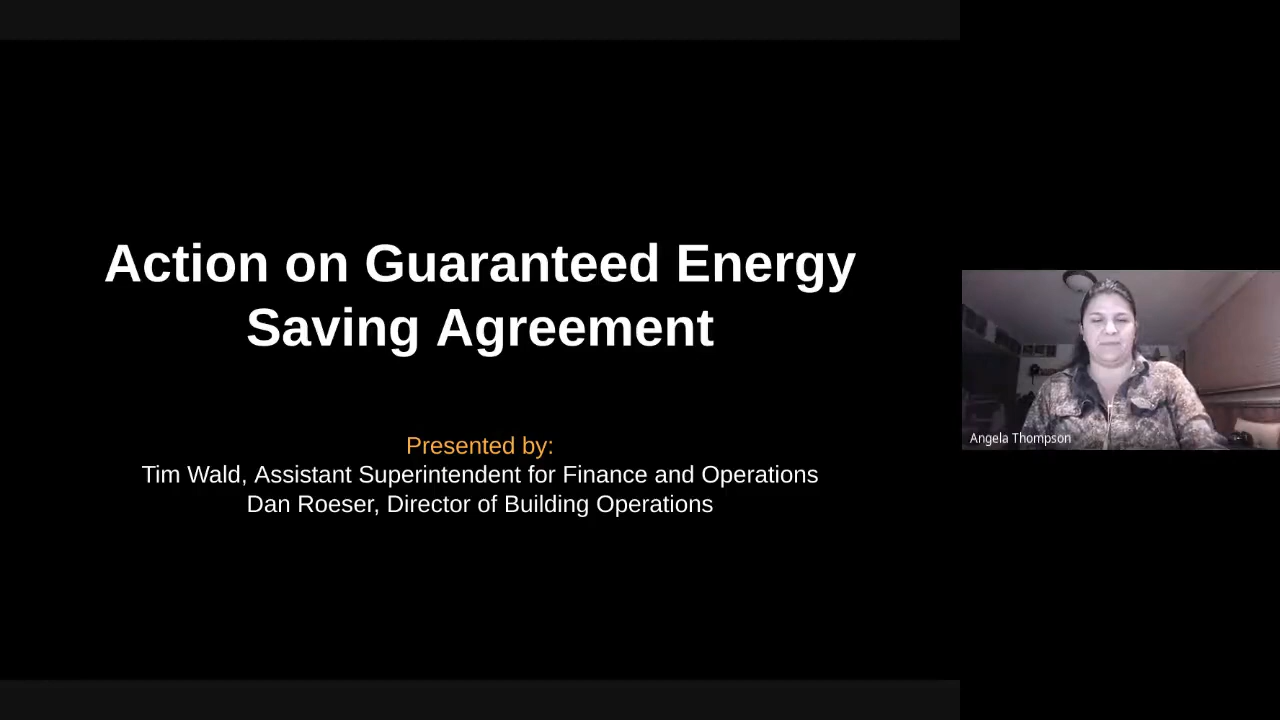 Action on Guaranteed Energy
Saving Agreement
Presented by:
Tim Wald, Assistant Superintendent for Finance and Operations
Dan Roeser, Director of Building Operations
Angela Thompson